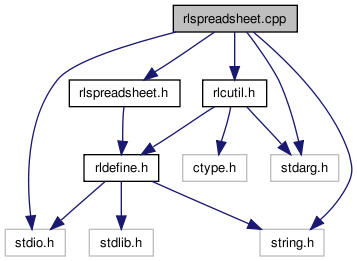 rlspreadsheet.cpp
rlspreadsheet.h
rlcutil.h
rldefine.h
ctype.h
stdarg.h
stdio.h
stdlib.h
string.h